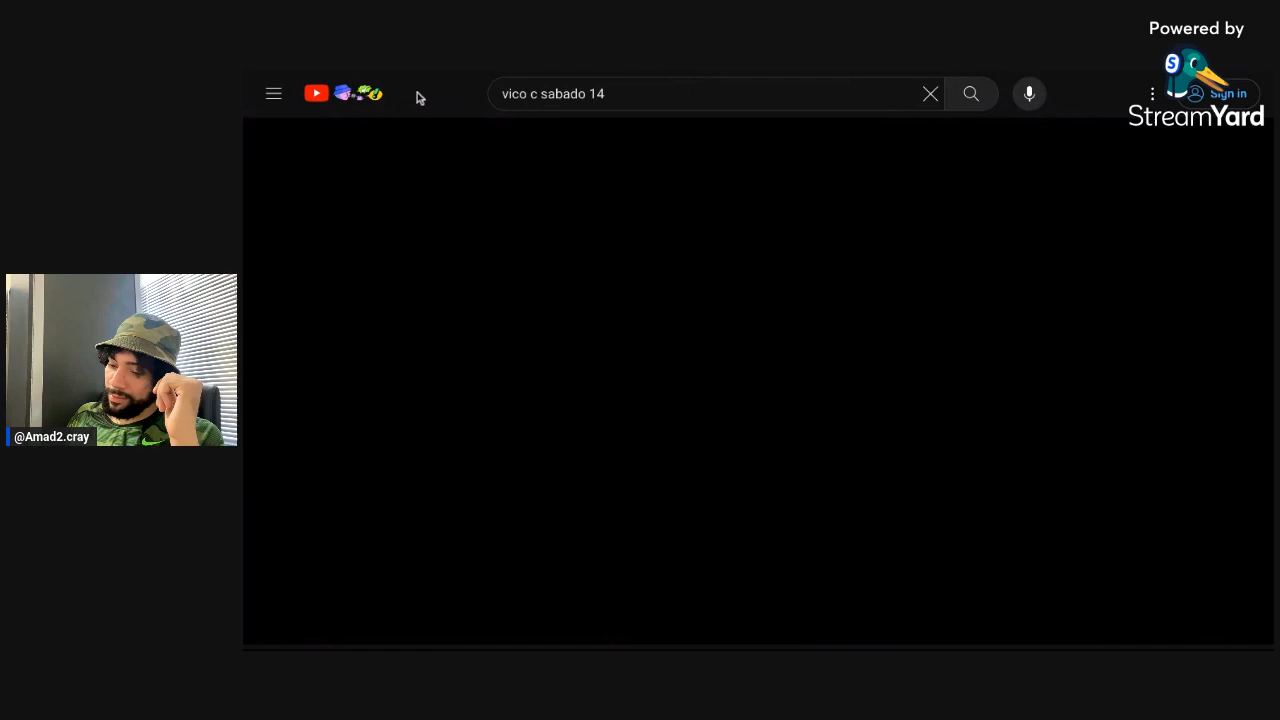 Powered by
vico c sabado 14
S
Sign in
StreamYard
@Amad2.cray